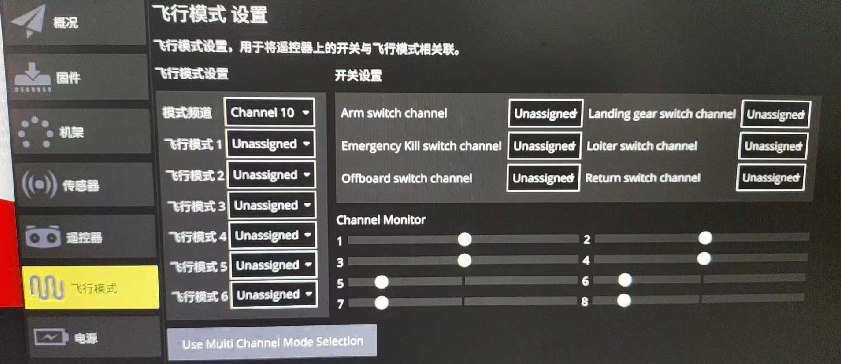 飞行模式 设置
飞行模式设置，用于将遥控器上的开关与飞行模式相关联。
概况
固件
机架
传感器
遥控器
飞行模式
电源
飞行模式设置
模式频道 Channel 10
飞行模式 1 Unassigned
飞行模式 2 Unassigned
飞行模式 3 Unassigned
飞行模式 4 Unassigned
飞行模式 5 Unassigned
飞行模式 6 Unassigned
Use Multi Channel Mode Selection
开关设置
Arm switch channel Unassigned Landing gear switch channel Unassigned
Emergency Kill switch channel Unassigned Loiter switch channel Unassigned
Offboard switch channel Unassigned Return switch channel Unassigned
Channel Monitor
1 2
3 4
5 6
7 8